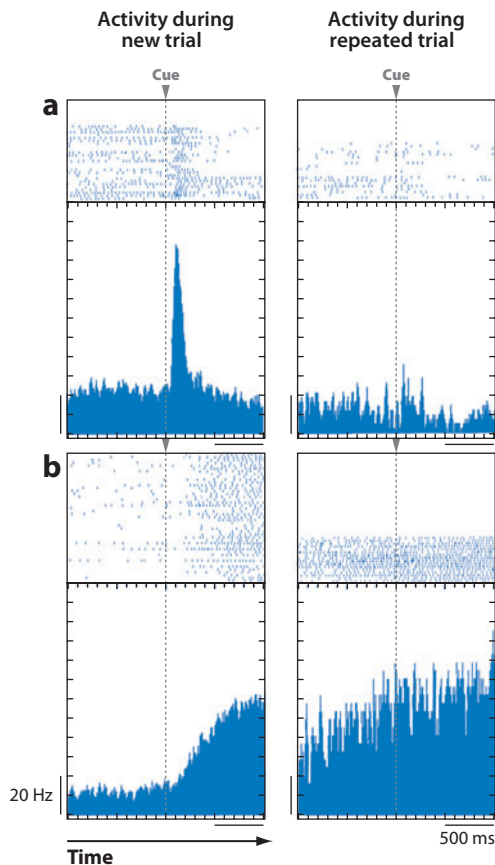 Activity during
new trial
Activity during
repeated trial
Cue
Cue
a
b
20 Hz
500 ms
Time